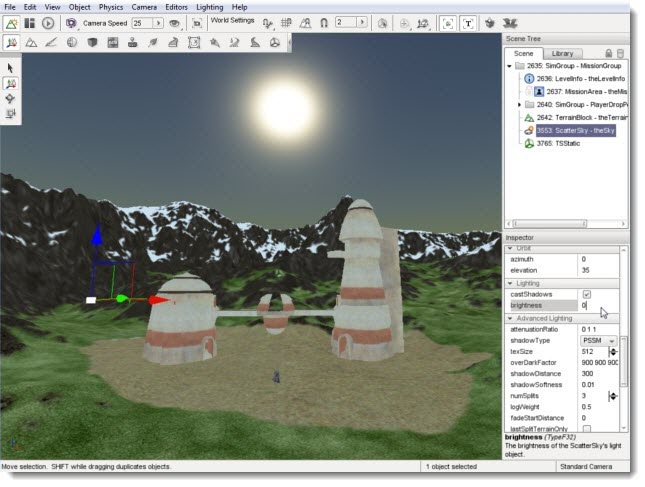 File Edit View Object Physics Camera Editors Lighting Help
Camera Speed 25 World Settings 2
Scene Tree
Scene Library
2635: SimGroup - MissionGroup
2636: LevelInfo - theLevelInfo
2637: MissionArea - theMis
2640: SimGroup - PlayerDropP
2642: TerrainBlock - theTerrain
3553: ScatterSky - theSky
3765: TSStatic
Inspector
Orbit
azimuth 0
elevation 35
Lighting
castShadows
brightness 0
Advanced Lighting
attenuationRatio 0 1 1
shadowType PSSM
texSize 512
overDarkFactor 900 900 900
shadowDistance 300
shadowSoftness 0.01
numSplits 3
logWeight 0.5
fadeStartDistance 0
lastSplitTerrainOnly
brightness (TypeF32)
The brightness of the ScatterSky's light
object.
Move selection. SHIFT while dragging duplicates objects. 1 object selected Standard Camera